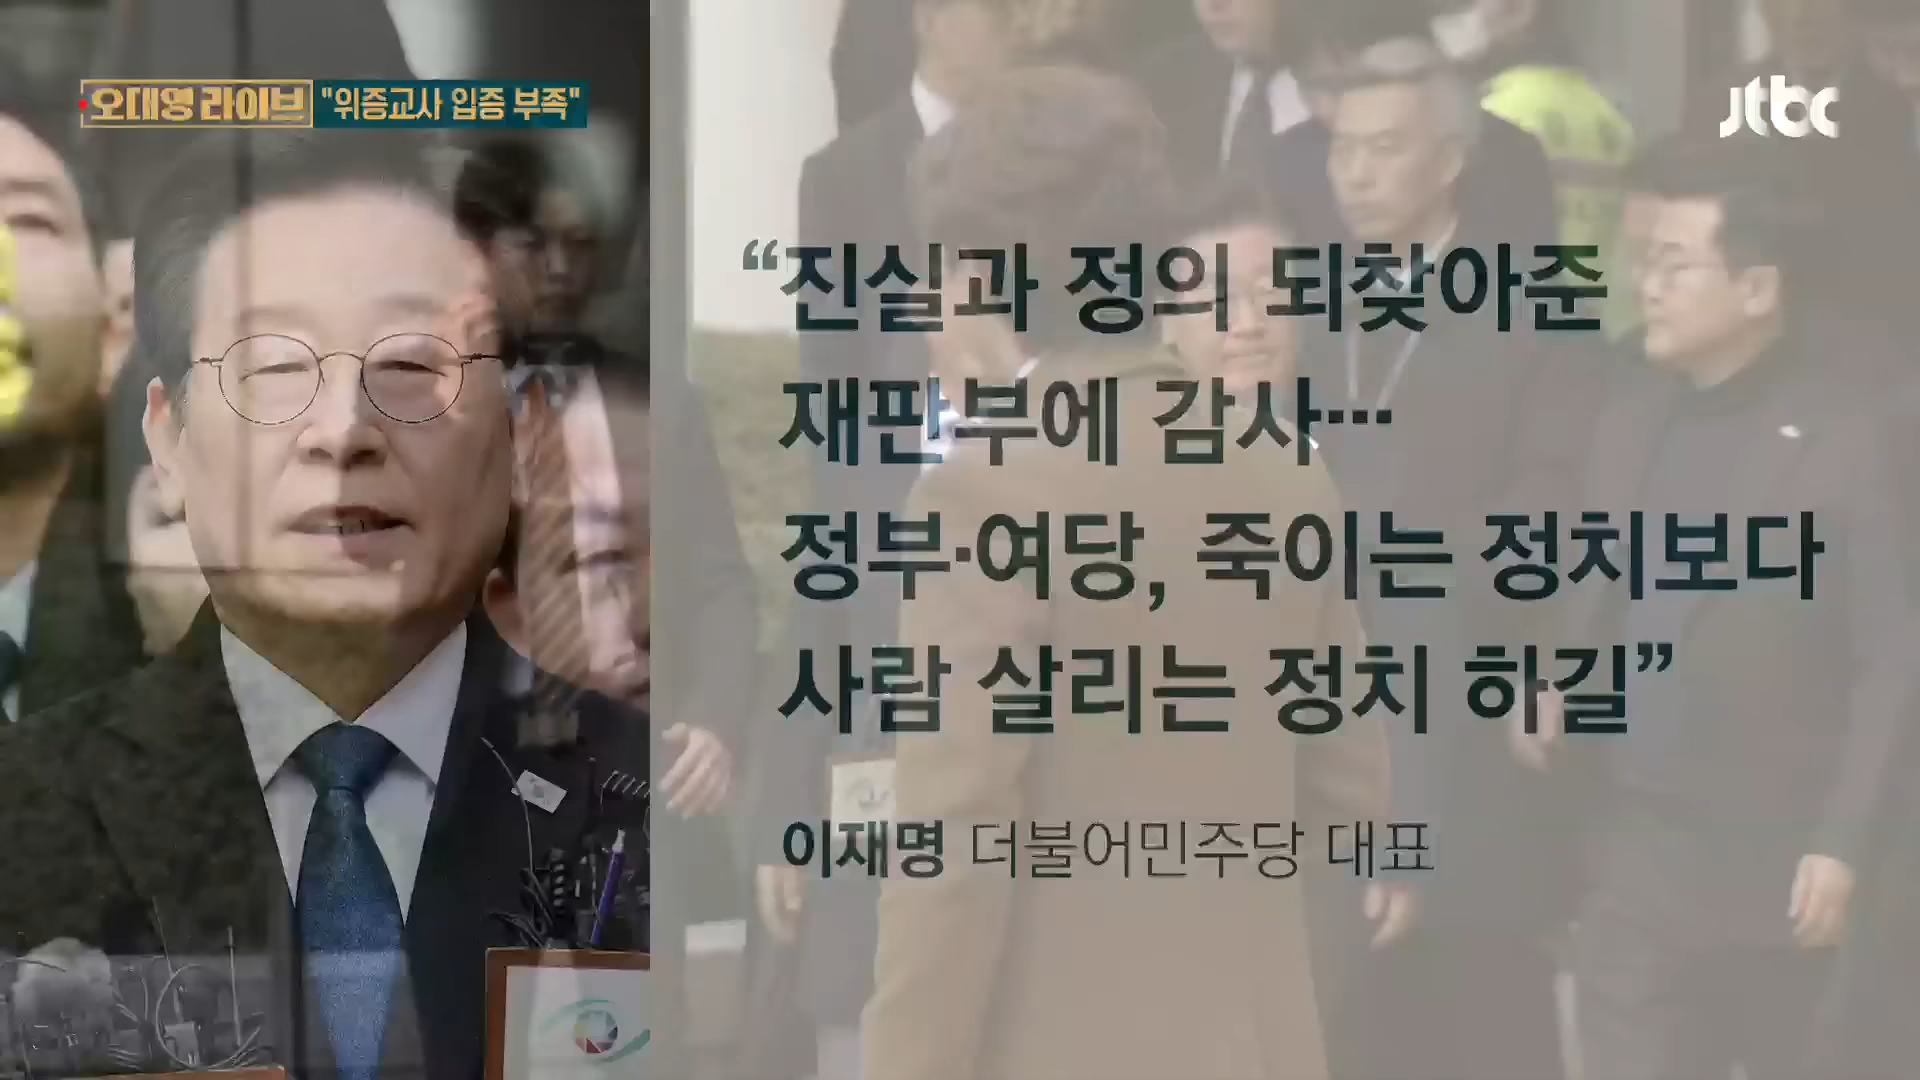 오대영 라이브 "위증교사 입증 부족"
jtbc
“진실과 정의 되찾아준
재판부에 감사…
정부·여당, 죽이는 정치보다
사람 살리는 정치 하길”
이재명 더불어민주당 대표